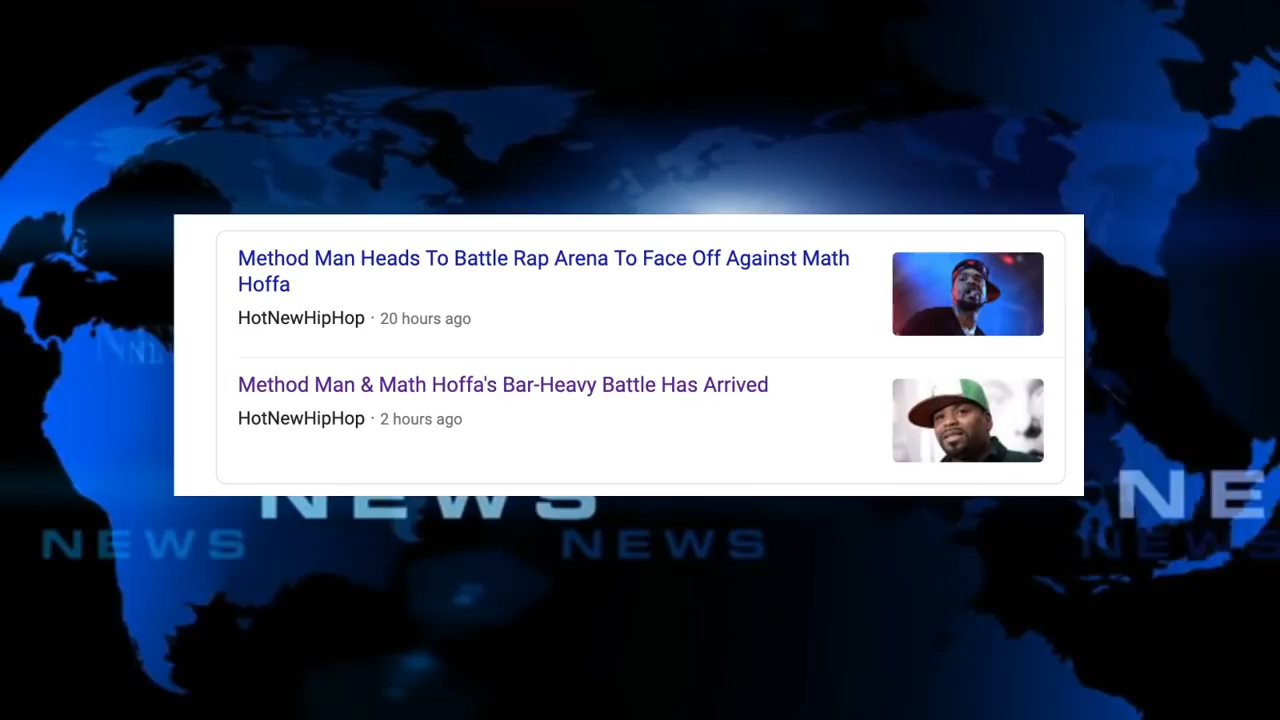 Method Man Heads To Battle Rap Arena To Face Off Against Math
Hoffa
HotNewHipHop · 20 hours ago
Method Man & Math Hoffa's Bar-Heavy Battle Has Arrived
HotNewHipHop · 2 hours ago
NEWS
NE
NEWS
NEWS
NEWS